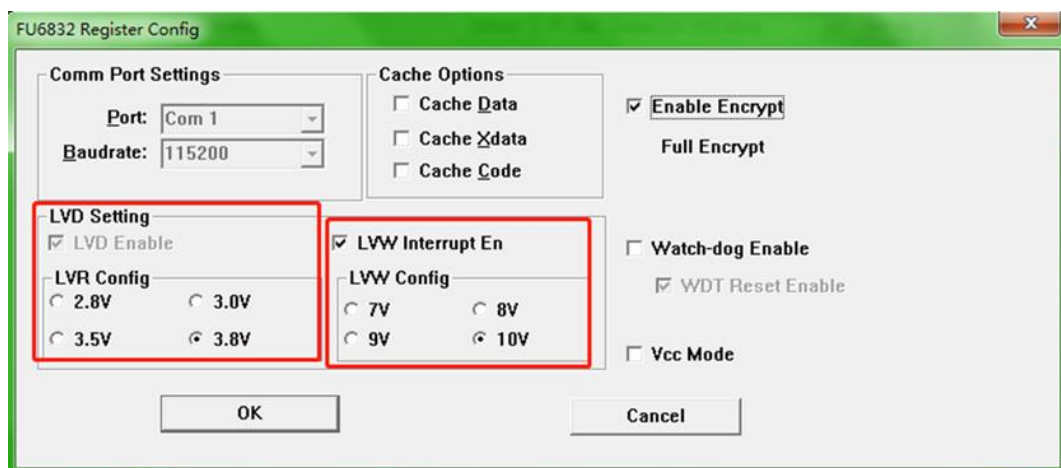 FU6832 Register Config
Comm Port Settings
Port: Com 1
Baudrate: 115200
Cache Options
Cache Data
Cache Xdata
Cache Code
Enable Encrypt
Full Encrypt
LVD Setting
LVD Enable
LVR Config
2.8V 3.0V
3.5V 3.8V
LVW Interrupt En
LVW Config
7V 8V
9V 10V
Watch-dog Enable
WDT Reset Enable
Vcc Mode
OK
Cancel